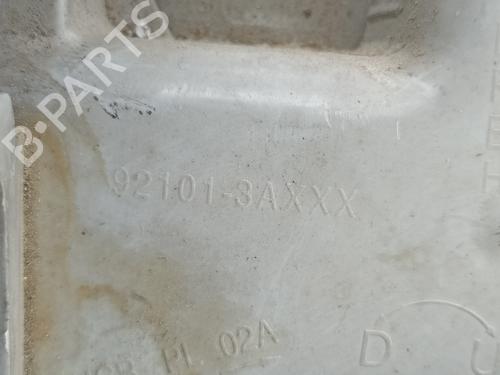 B-PARTS
92101-3AXXX
PL 02A
D U